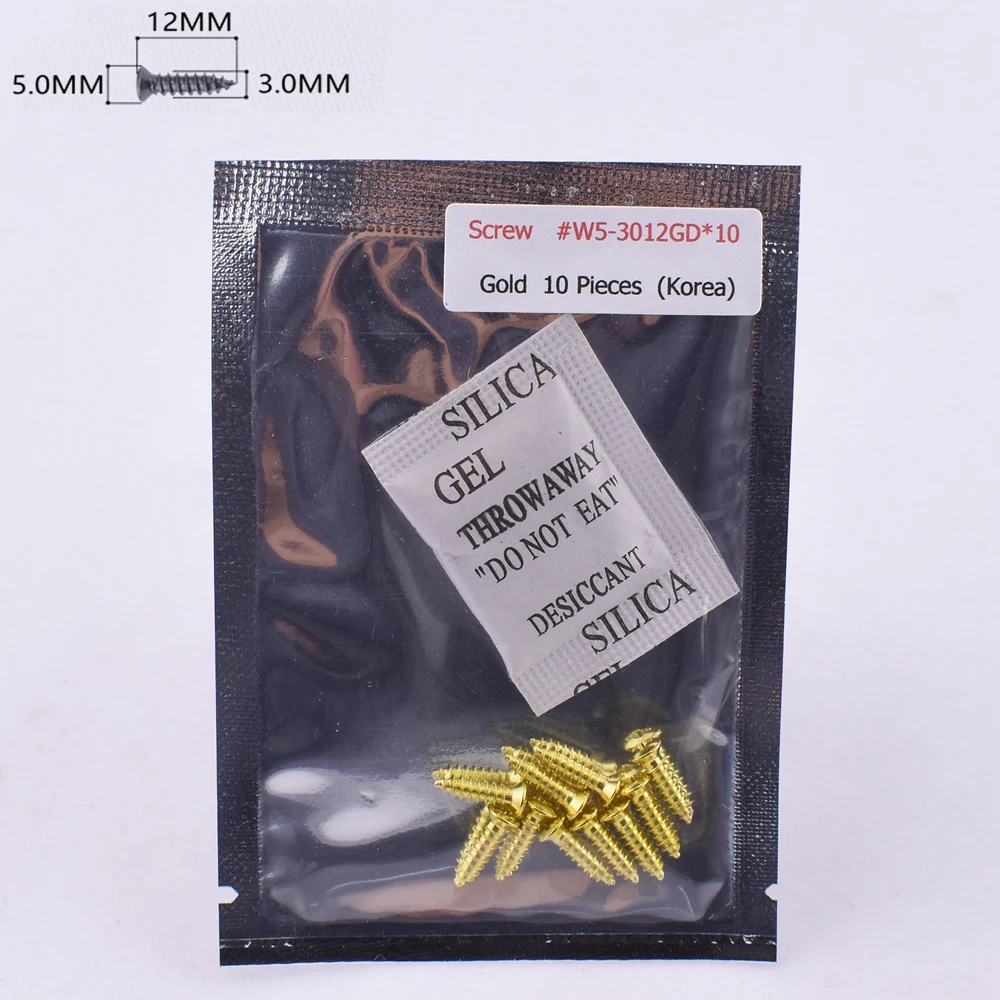 12MM
5.0MM
3.0MM
Screw #W5-3012GD*10
Gold 10 Pieces (Korea)
SILICA
GEL
THROWAWAY
"DO NOT EAT"
DESICCANT
SILICA
GEL